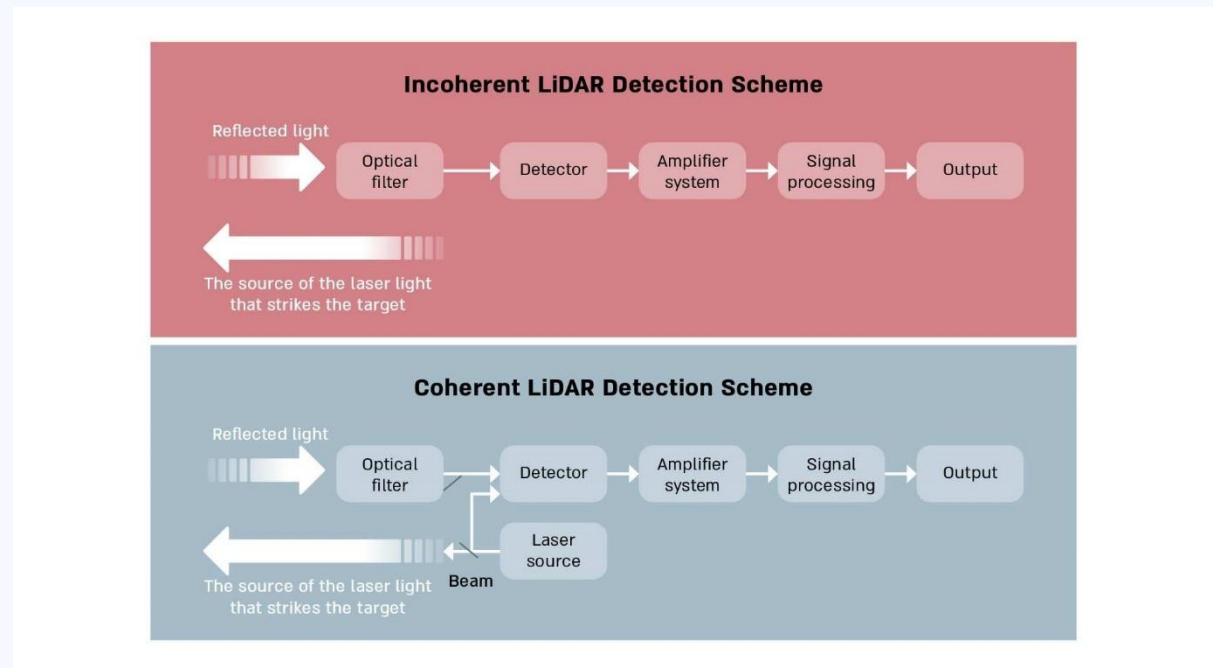 Incoherent LiDAR Detection Scheme
Reflected light
Optical
filter
Detector
Amplifier
system
Signal
processing
Output
The source of the laser light
that strikes the target
Coherent LiDAR Detection Scheme
Reflected light
Optical
filter
Detector
Amplifier
system
Signal
processing
Output
Laser
source
Beam
The source of the laser light
that strikes the target